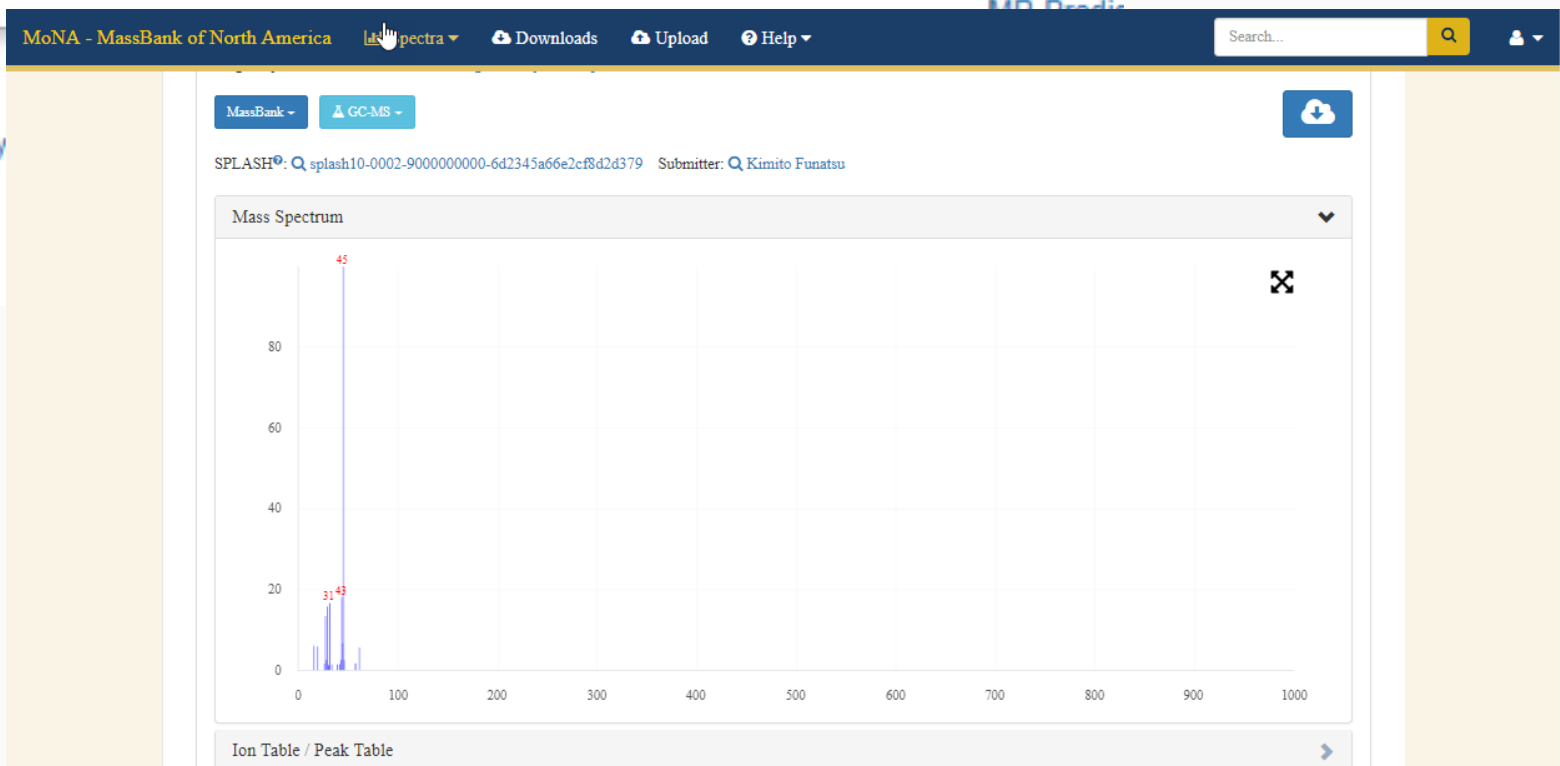 MoNA - MassBank of North America Spectra Downloads Upload Help Search...
MassBank GC-MS
SPLASH?: splash10-0002-9000000000-6d2345a66e2cf8d2d379 Submitter: Kimito Funatsu
Mass Spectrum
45
80
60
40
20
31 43
0
0 100 200 300 400 500 600 700 800 900 1000
Ion Table / Peak Table